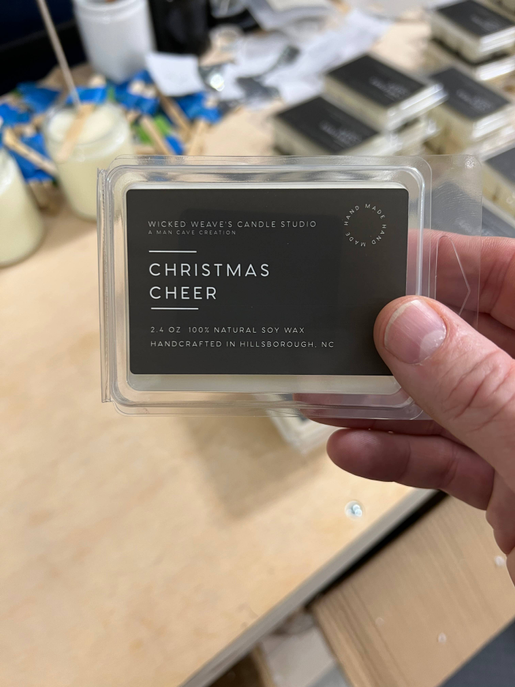 WICKED WEAVE'S CANDLE STUDIO
A MAN CAVE CREATION
HAND MADE HAND MADE
CHRISTMAS
CHEER
2.4 OZ 100% NATURAL SOY WAX
HANDCRAFTED IN HILLSBOROUGH, NC